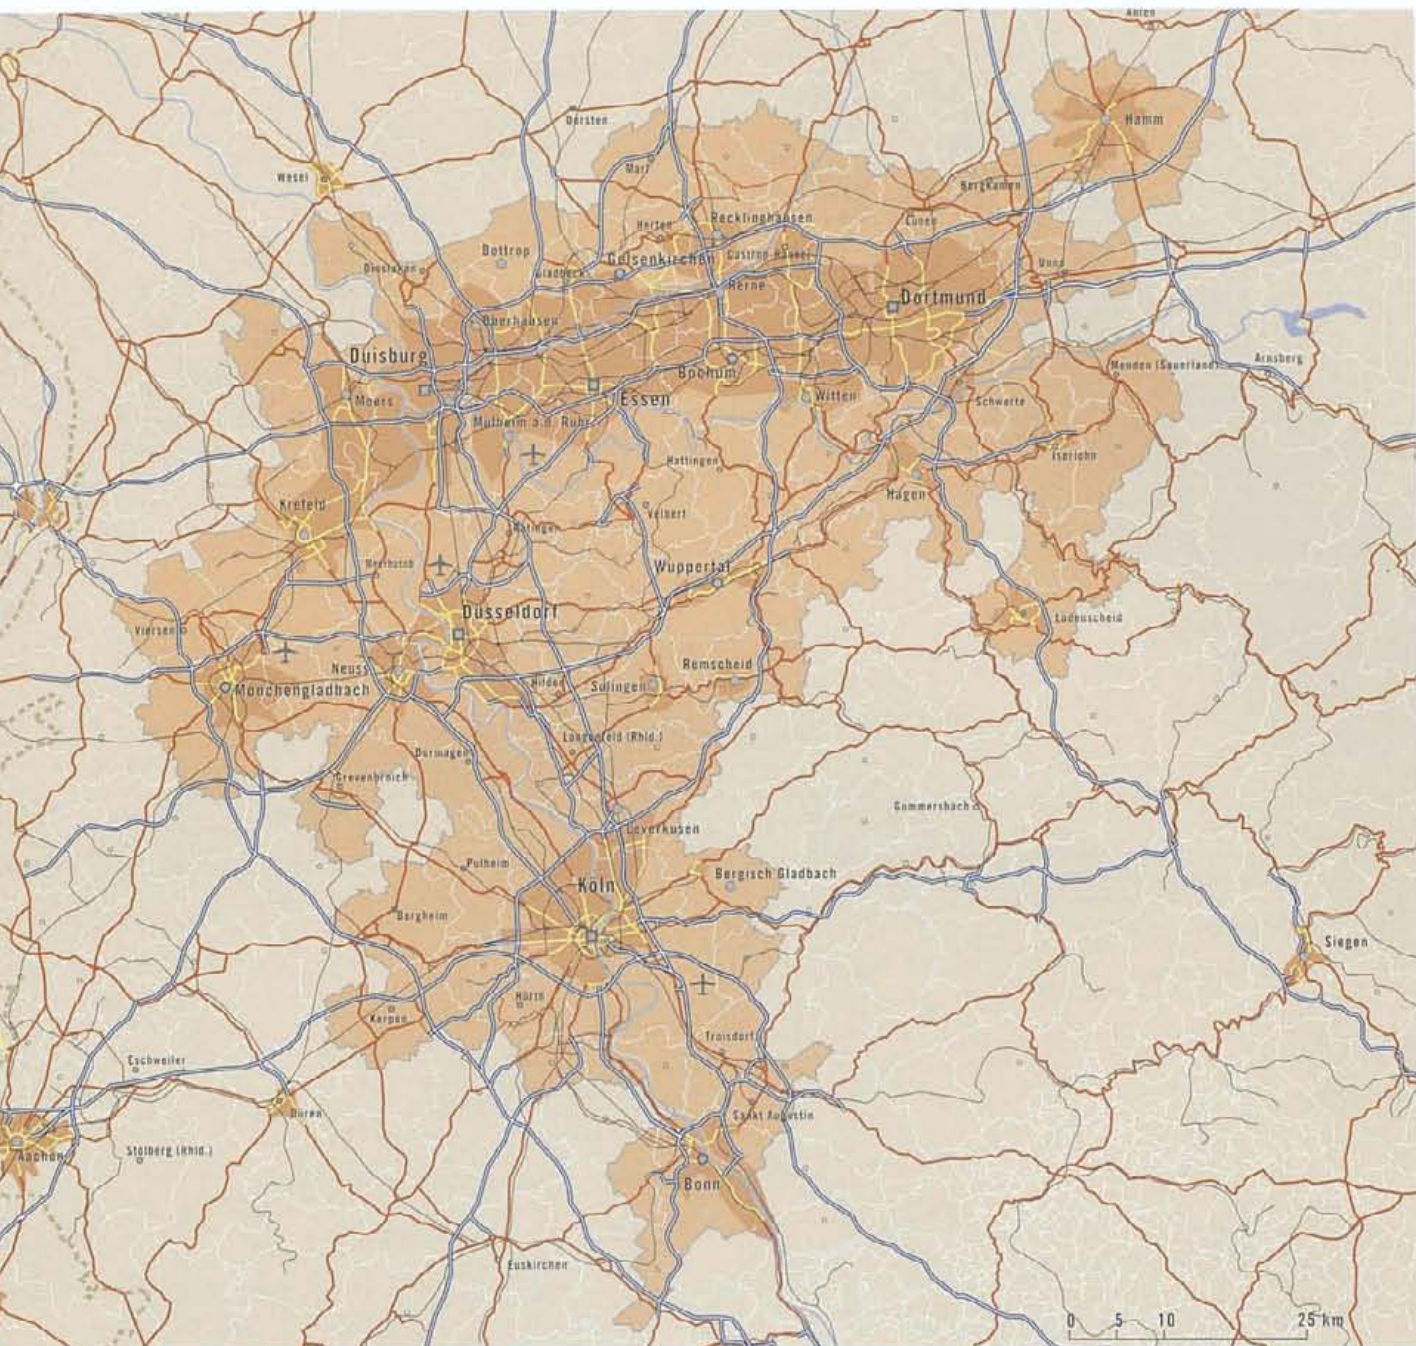 Ahlen
Dorsten
Hamm
Marl
Wesel
Bergkamen
Recklinghausen
Lünen
Herten
Bottrop
Gelsenkirchen
Castrop-Rauxel
Dinslaken
Gladbeck
Unna
Herne
Dortmund
Oberhausen
Duisburg
Arnsberg
Menden (Sauerland)
Bochum
Moers
Essen
Witten
Schwerte
Mülheim a.d. Ruhr
Iserlohn
Hattingen
Hagen
Krefeld
Velbert
Ratingen
Meerbusch
Wuppertal
Düsseldorf
Lüdenscheid
Viersen
Neuss
Remscheid
Hilden
Solingen
Mönchengladbach
Langenfeld (Rhld.)
Dormagen
Grevenbroich
Gummersbach
Leverkusen
Pulheim
Bergisch Gladbach
Köln
Bergheim
Siegen
Hürth
Kerpen
Troisdorf
Eschweiler
Düren
Sankt Augustin
Aachen
Stolberg (Rhld.)
Bonn
Euskirchen
0 5 10 25 km